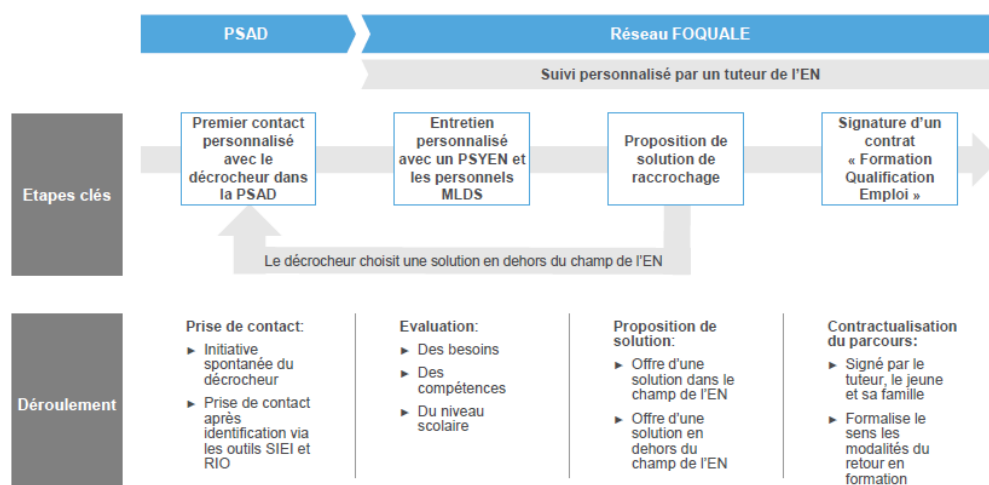 PSAD
Réseau FOQUALE
Suivi personnalisé par un tuteur de l'EN
Etapes clés
Premier contact
personnalisé
avec le
décrocheur dans
la PSAD
Entretien
personnalisé
avec un PSYEN et
les personnels
MLDS
Proposition de
solution de
raccrochage
Signature d'un
contrat
« Formation
Qualification
Emploi »
Le décrocheur choisit une solution en dehors du champ de l'EN
Déroulement
Prise de contact:
► Initiative
spontanée du
décrocheur
► Prise de contact
après
identification via
les outils SIEI et
RIO
Evaluation:
► Des besoins
► Des
compétences
► Du niveau
scolaire
Proposition de
solution:
► Offre d'une
solution dans le
champ de l'EN
► Offre d'une
solution en
dehors du
champ de l'EN
Contractualisation
du parcours:
► Signé par le
tuteur, le jeune
et sa famille
► Formalise le
sens les
modalités du
retour en
formation